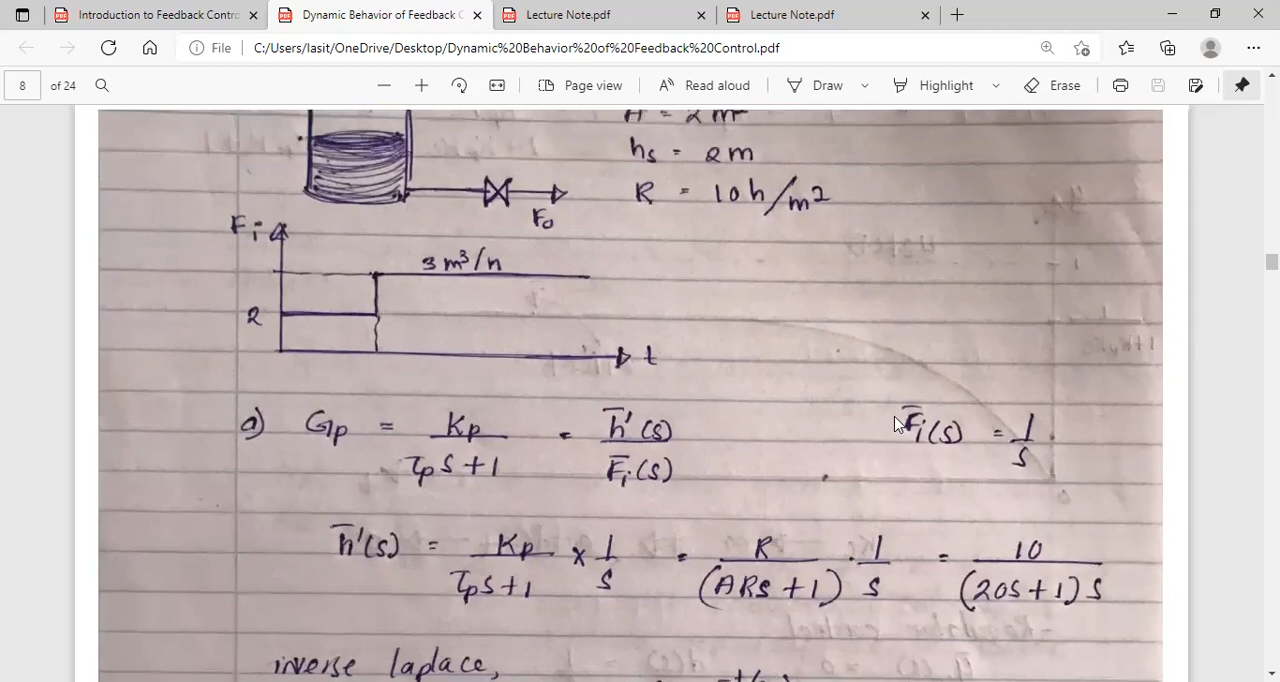 Introduction to Feedback Contro
Dynamic Behavior of Feedback C
Lecture Note.pdf
Lecture Note.pdf
File
C:/Users/lasit/OneDrive/Desktop/Dynamic%20Behavior%20of%20Feedback%20Control.pdf
8 of 24
Page view
Read aloud
Draw
Highlight
Erase
hs = 2m
R = 10h/m2
Fo
Fi
3 m³/h
2
t
a) Gp = Kp / τps+1 = h̄'(s) / F̄i(s)
F̄i(s) = 1/s
h̄'(s) = Kp / τps+1 × 1/s = R / (ARs+1) . 1/s = 10 / (20s+1)s
inverse laplace,